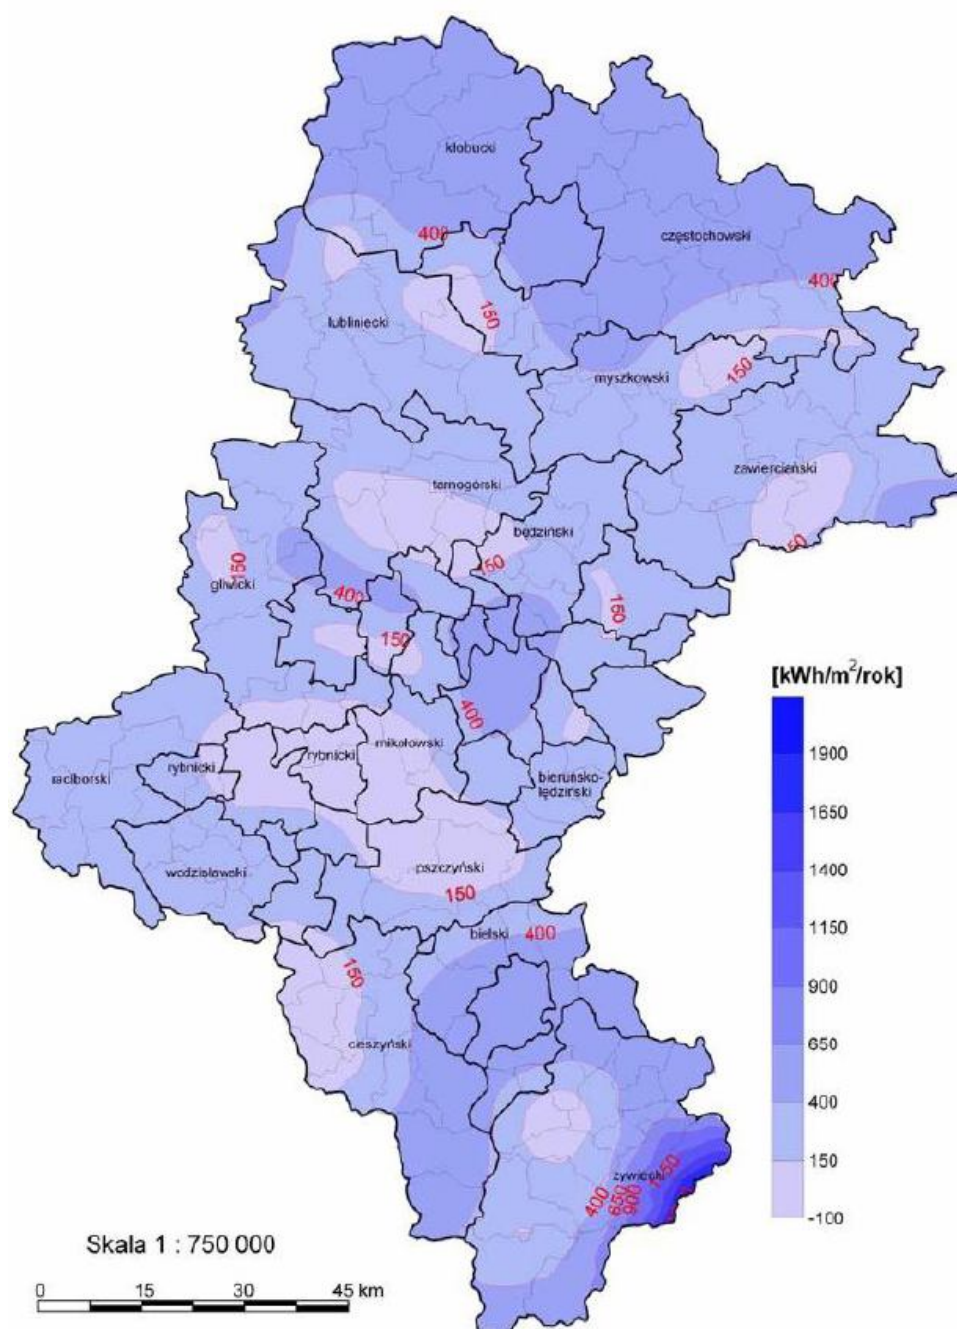 kłobucki
400
częstochowski
400
150
lubliniecki
myszkowski
150
zawierciański
tarnogórski
będziński
150
150
gliwicki
400
150
150
[kWh/m²/rok]
400
mikołowski
rybnicki
rybnicki
raciborski
bieruńsko-
lędziński
1900
1650
1400
1150
900
650
400
150
-100
pszczyński
wodzisławski
150
bielski
400
150
cieszyński
żywiecki
400
650
900
Skala 1 : 750 000
0 15 30 45 km